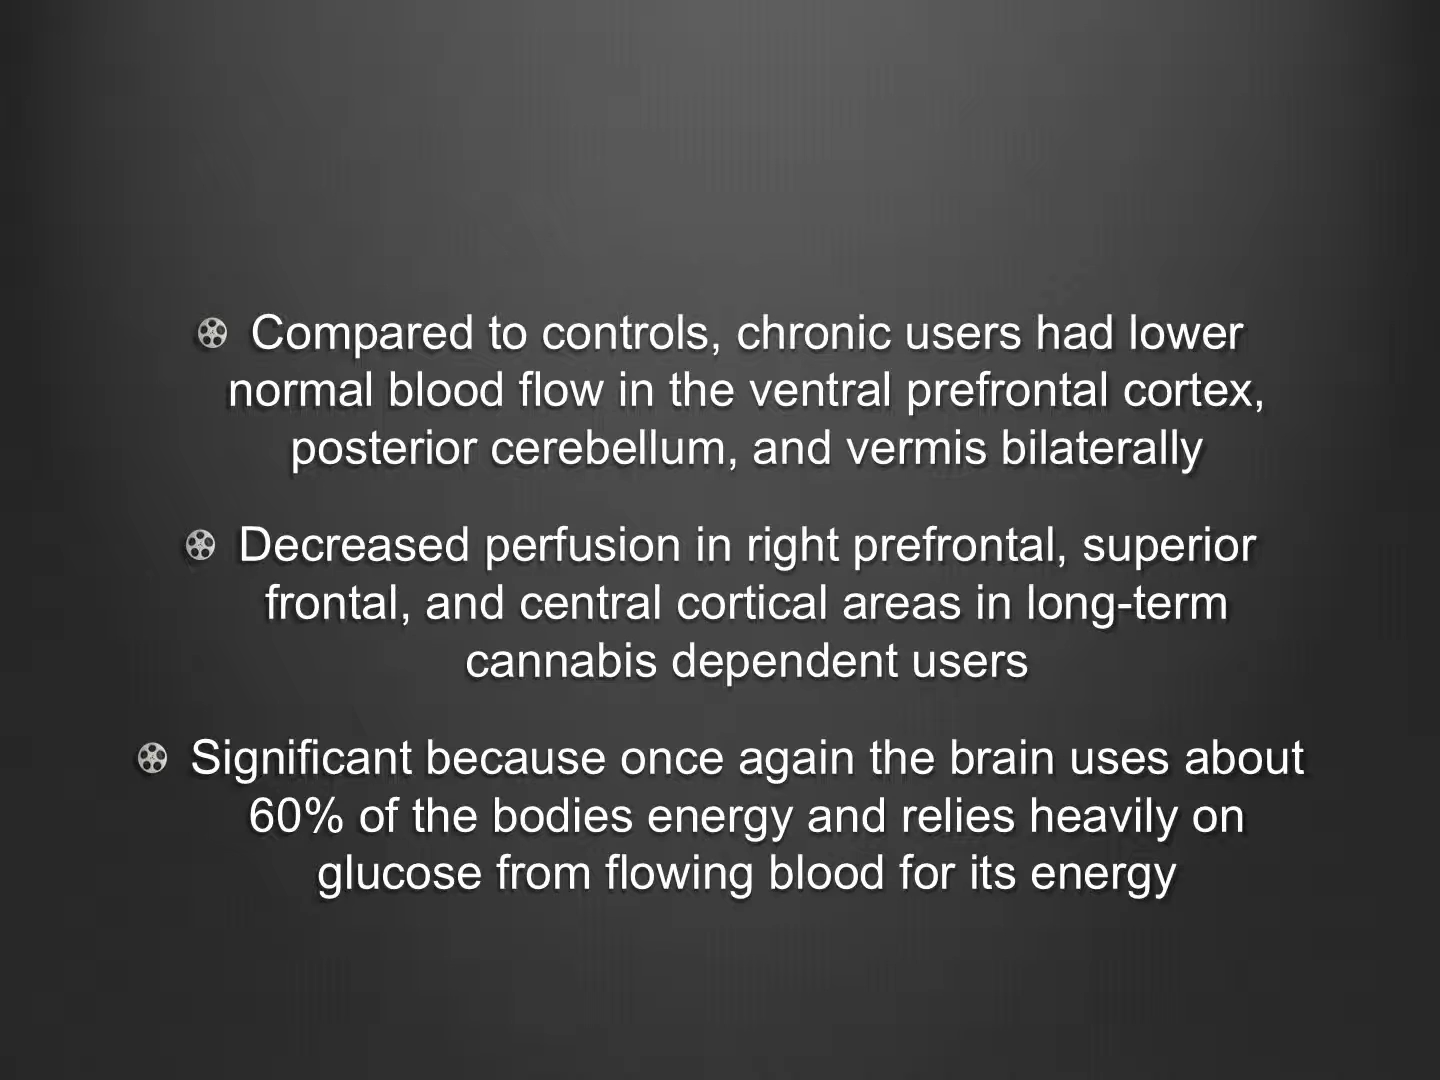 Compared to controls, chronic users had lower
normal blood flow in the ventral prefrontal cortex,
posterior cerebellum, and vermis bilaterally
Decreased perfusion in right prefrontal, superior
frontal, and central cortical areas in long-term
cannabis dependent users
Significant because once again the brain uses about
60% of the bodies energy and relies heavily on
glucose from flowing blood for its energy